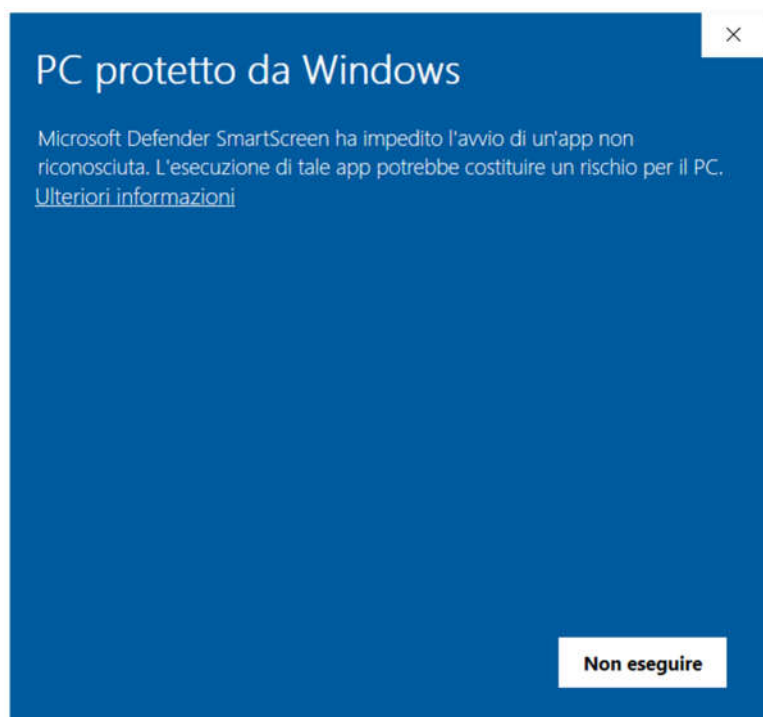 PC protetto da Windows
Microsoft Defender SmartScreen ha impedito l'avvio di un'app non
riconosciuta. L'esecuzione di tale app potrebbe costituire un rischio per il PC.
Ulteriori informazioni
Non eseguire